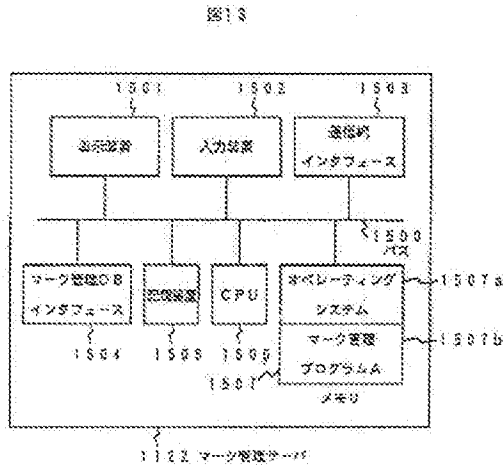 図13
1501
1502
1503
表示装置
入力装置
通信網
インタフェース
1500
バス
マーク管理DB
インタフェース
記憶装置
CPU
オペレーティング
システム
1507a
マーク管理
プログラムA
1507b
1504
1505
1507
メモリ
1122 マーク管理サーバ